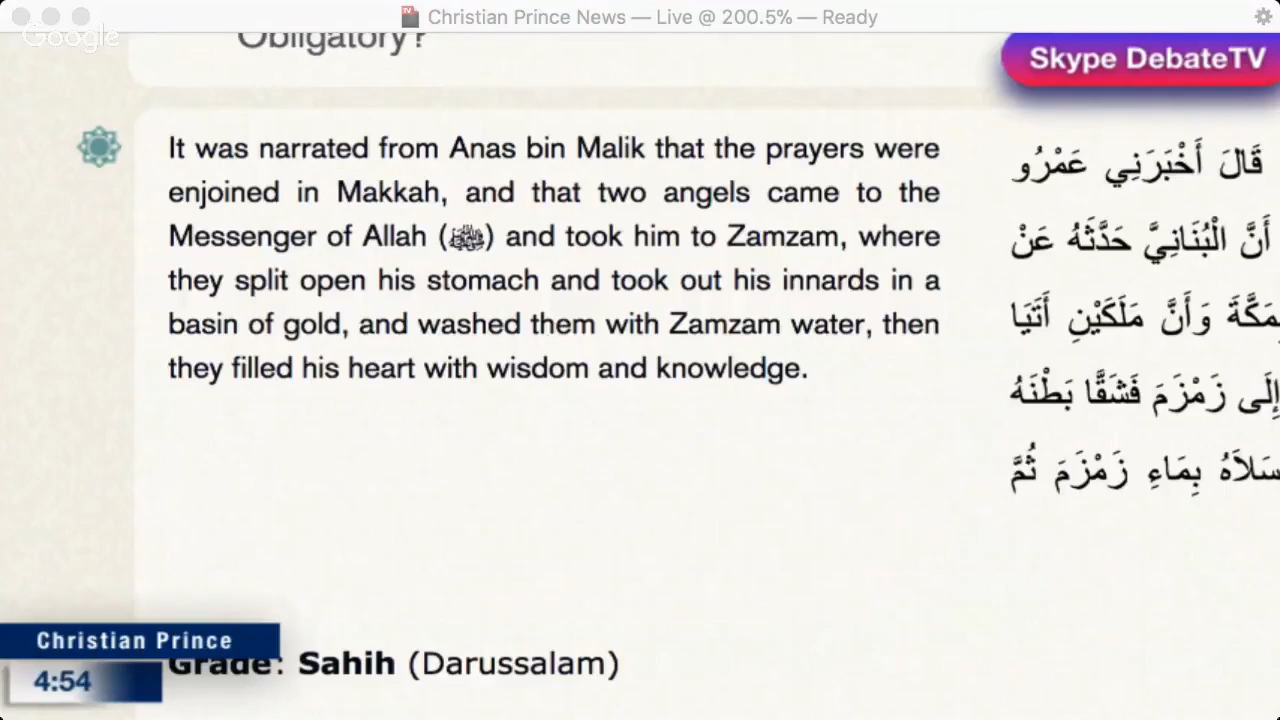 Christian Prince News — Live @ 200.5% — Ready
Google
Obligatory?
Skype DebateTV
It was narrated from Anas bin Malik that the prayers were
enjoined in Makkah, and that two angels came to the
Messenger of Allah (ﷺ) and took him to Zamzam, where
they split open his stomach and took out his innards in a
basin of gold, and washed them with Zamzam water, then
they filled his heart with wisdom and knowledge.
قَالَ أَخْبَرَنِي عَمْرُو
أَنَّ الْبُنَانِيَّ حَدَّثَهُ عَنْ
بِمَكَّةَ وَأَنَّ مَلَكَيْنِ أَتَيَا
إِلَى زَمْزَمَ فَشَقَّا بَطْنَهُ
بِمَاءِ زَمْزَمَ ثُمَّ
Grade: Sahih (Darussalam)
Christian Prince
4:54